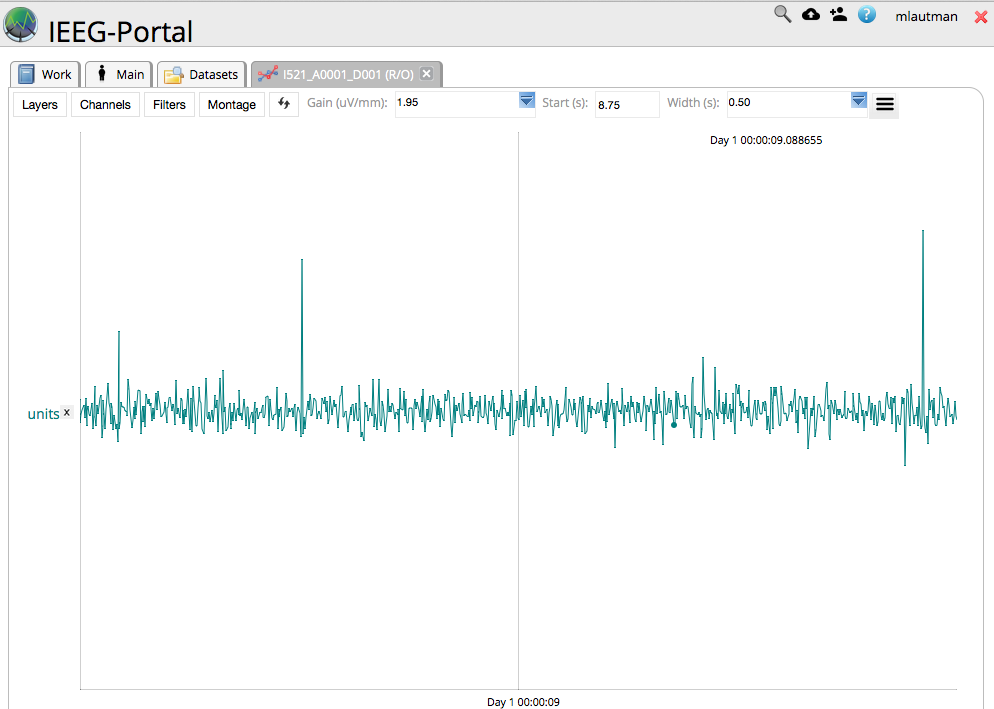 IEEG-Portal
mlautman
Work Main Datasets I521_A0001_D001 (R/O)
Layers Channels Filters Montage Gain (uV/mm): 1.95 Start (s): 8.75 Width (s): 0.50
Day 1 00:00:09.088655
units x
Day 1 00:00:09